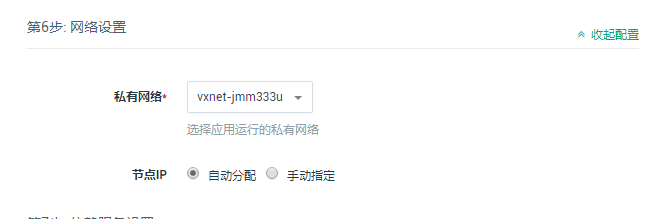 第6步: 网络设置
收起配置
私有网络* vxnet-jmm333u
选择应用运行的私有网络
节点IP 自动分配 手动指定